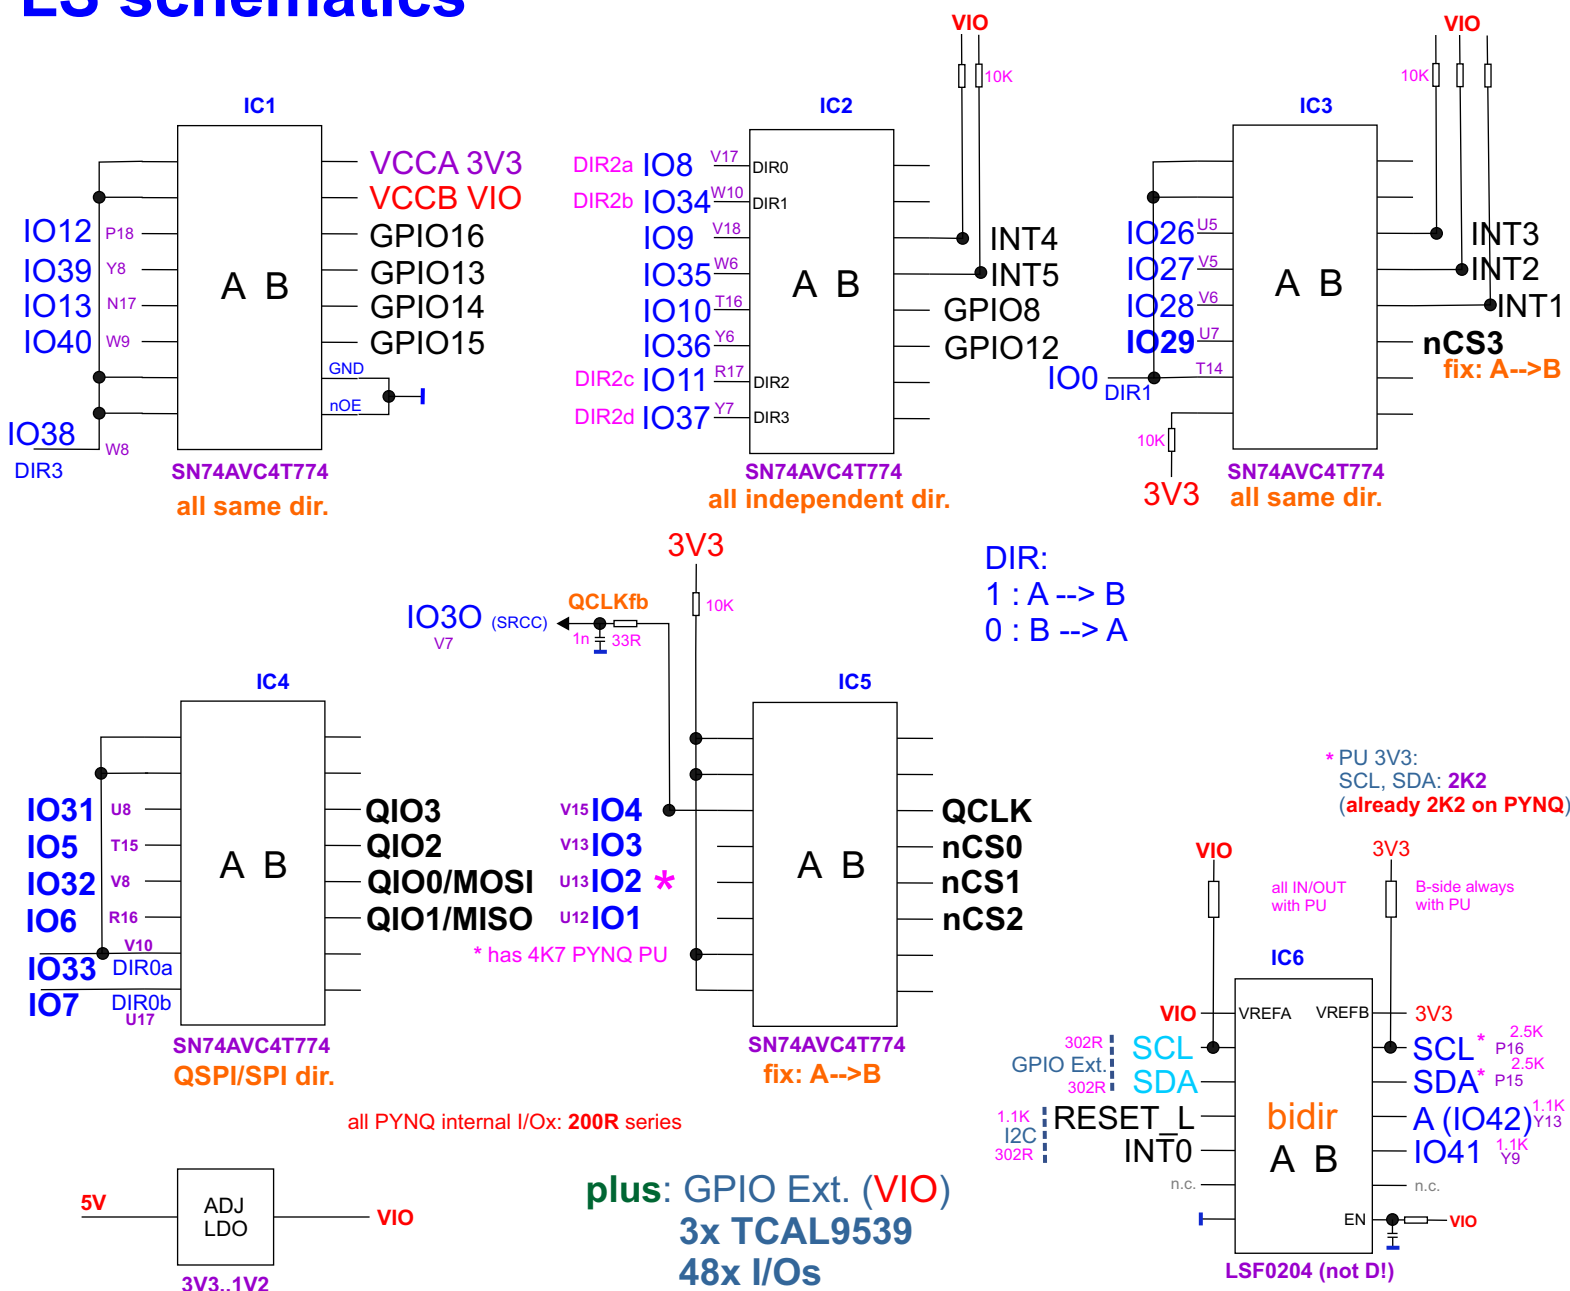 LS schematics
VIO
10K
VIO
10K
IC1
VCCA 3V3
VCCB VIO
IO12 P18 GPIO16
IO39 Y8 GPIO13
IO13 N17 GPIO14
IO40 W9 GPIO15
A B
GND
nOE
IO38 W8
DIR3
SN74AVC4T774
all same dir.
IC2
DIR2a IO8 V17 DIR0
DIR2b IO34 W10 DIR1
IO9 V18 INT4
IO35 W6 INT5
A B
IO10 T16 GPIO8
IO36 Y6 GPIO12
DIR2c IO11 R17 DIR2
DIR2d IO37 Y7 DIR3
SN74AVC4T774
all independent dir.
IC3
IO26 U5 INT3
IO27 V5 INT2
A B
IO28 V6 INT1
IO29 U7 nCS3
fix: A-->B
IO0 DIR1 T14
10K
3V3
SN74AVC4T774
all same dir.
3V3
10K
DIR:
1 : A --> B
0 : B --> A
IO3O (SRCC) QCLKfb
V7 1n 33R
IC4
IO31 U8 QIO3
IO5 T15 QIO2
A B
IO32 V8 QIO0/MOSI
IO6 R16 QIO1/MISO
V10
IO33 DIR0a
IO7 DIR0b
U17
SN74AVC4T774
QSPI/SPI dir.
IC5
V15 IO4 QCLK
V13 IO3 nCS0
A B
U13 IO2 * nCS1
U12 IO1 nCS2
* has 4K7 PYNQ PU
SN74AVC4T774
fix: A-->B
* PU 3V3:
SCL, SDA: 2K2
(already 2K2 on PYNQ)
VIO
3V3
all IN/OUT
with PU
B-side always
with PU
IC6
VIO VREFA VREFB 3V3
302R SCL SCL* 2.5K P16
GPIO Ext.
302R SDA SDA* 2.5K P15
1.1K RESET_L bidir A (IO42) 1.1K Y13
I2C
302R INT0 A B IO41 1.1K Y9
n.c. n.c.
EN VIO
LSF0204 (not D!)
all PYNQ internal I/Ox: 200R series
5V ADJ
LDO VIO
3V3..1V2
plus: GPIO Ext. (VIO)
3x TCAL9539
48x I/Os